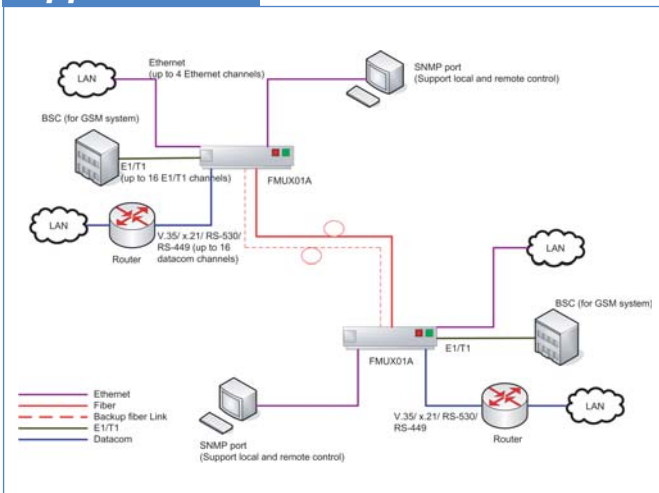 Ethernet
(up to 4 Ethernet channels)
LAN
SNMP port
(Support local and remote control)
BSC (for GSM system)
E1/T1
(up to 16 E1/T1 channels)
FMUX01A
LAN
Router
V.35/ x.21/ RS-530/
RS-449 (up to 16
datacom channels)
LAN
BSC (for GSM system)
E1/T1
FMUX01A
Ethernet
Fiber
Backup fiber Link
E1/T1
Datacom
SNMP port
(Support local and remote control)
V.35/ x.21/ RS-530/
RS-449
Router
LAN